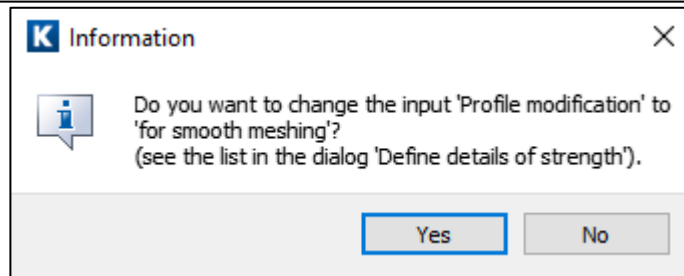 K Information
Do you want to change the input 'Profile modification' to
'for smooth meshing'?
(see the list in the dialog 'Define details of strength').
Yes No